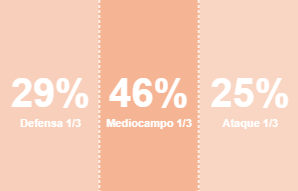 29% 46% 25%
Defensa 1/3 Mediocampo 1/3 Ataque 1/3